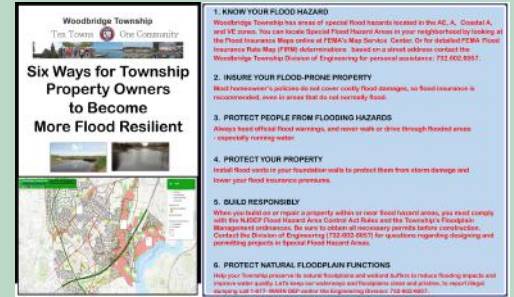 Woodbridge Township
Ten Towns One Community
Six Ways for Township
Property Owners
to Become
More Flood Resilient
1. KNOW YOUR FLOOD HAZARD
Woodbridge Township has areas of special flood hazards located in the AE, A, Coastal A,
and VE zones. You can locate Special Flood Hazard Areas in your neighborhood by looking at
the Flood Insurance Maps online at FEMA's Map Service Center. Or for detailed FEMA Flood
Insurance Rate Map (FIRM) determinations based on a street address contact the
Woodbridge Township Division of Engineering for personal assistance: 732.602.6057.
2. INSURE YOUR FLOOD-PRONE PROPERTY
Most homeowner's policies do not cover costly flood damages, so flood insurance is
recommended, even in areas that do not normally flood.
3. PROTECT PEOPLE FROM FLOODING HAZARDS
Always heed official flood warnings, and never walk or drive through flooded areas
- especially running water.
4. PROTECT YOUR PROPERTY
Install flood vents in your foundation walls to protect them from storm damage and
lower your flood insurance premiums.
5. BUILD RESPONSIBLY
When you build on or repair a property within or near flood hazard areas, you must comply
with the NJDEP Flood Hazard Area Control Act Rules and the Township's Floodplain
Management ordinances. Be sure to obtain all necessary permits before construction.
Contact the Division of Engineering (732-602-6057) for questions regarding designing and
permitting projects in Special Flood Hazard Areas.
6. PROTECT NATURAL FLOODPLAIN FUNCTIONS
Help your Township preserve its natural floodplains and wetland buffers to reduce flooding impacts and
improve water quality. Let's keep our waterways and floodplains clean and pristine, to report illegal
dumping call 1-877- WARN DEP and/or the Engineering Division: 732-602-6057.